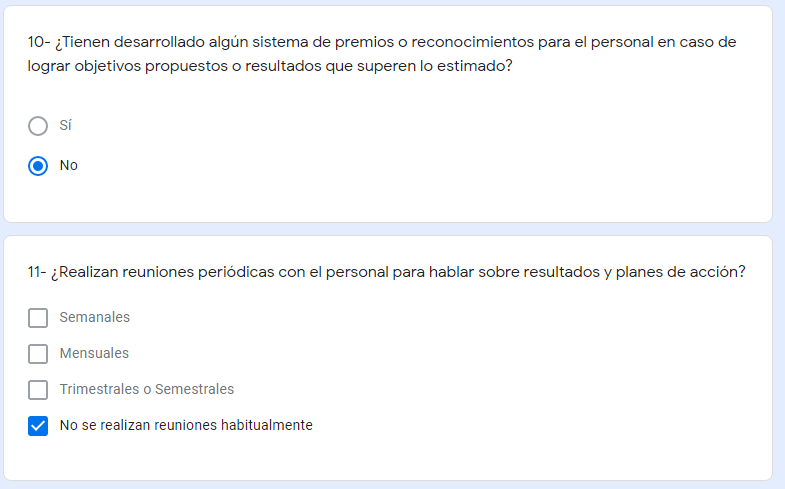 10- ¿Tienen desarrollado algún sistema de premios o reconocimientos para el personal en caso de
lograr objetivos propuestos o resultados que superen lo estimado?
Sí
No
11- ¿Realizan reuniones periódicas con el personal para hablar sobre resultados y planes de acción?
Semanales
Mensuales
Trimestrales o Semestrales
No se realizan reuniones habitualmente